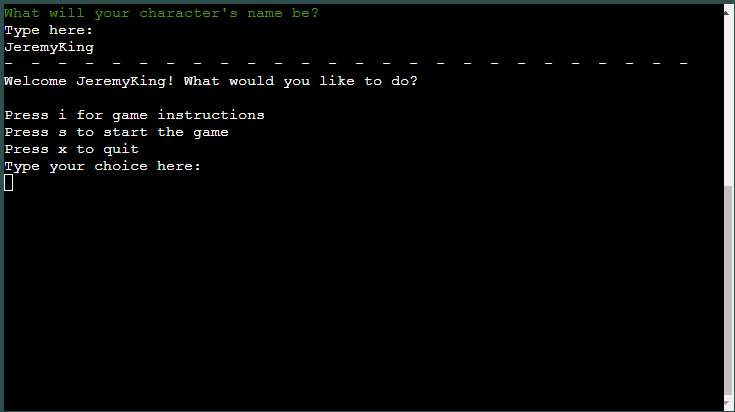 What will your character's name be?
Type here:
JeremyKing
- - - - - - - - - - - - - - - - - - - - - - - - - -
Welcome JeremyKing! What would you like to do?
Press i for game instructions
Press s to start the game
Press x to quit
Type your choice here: